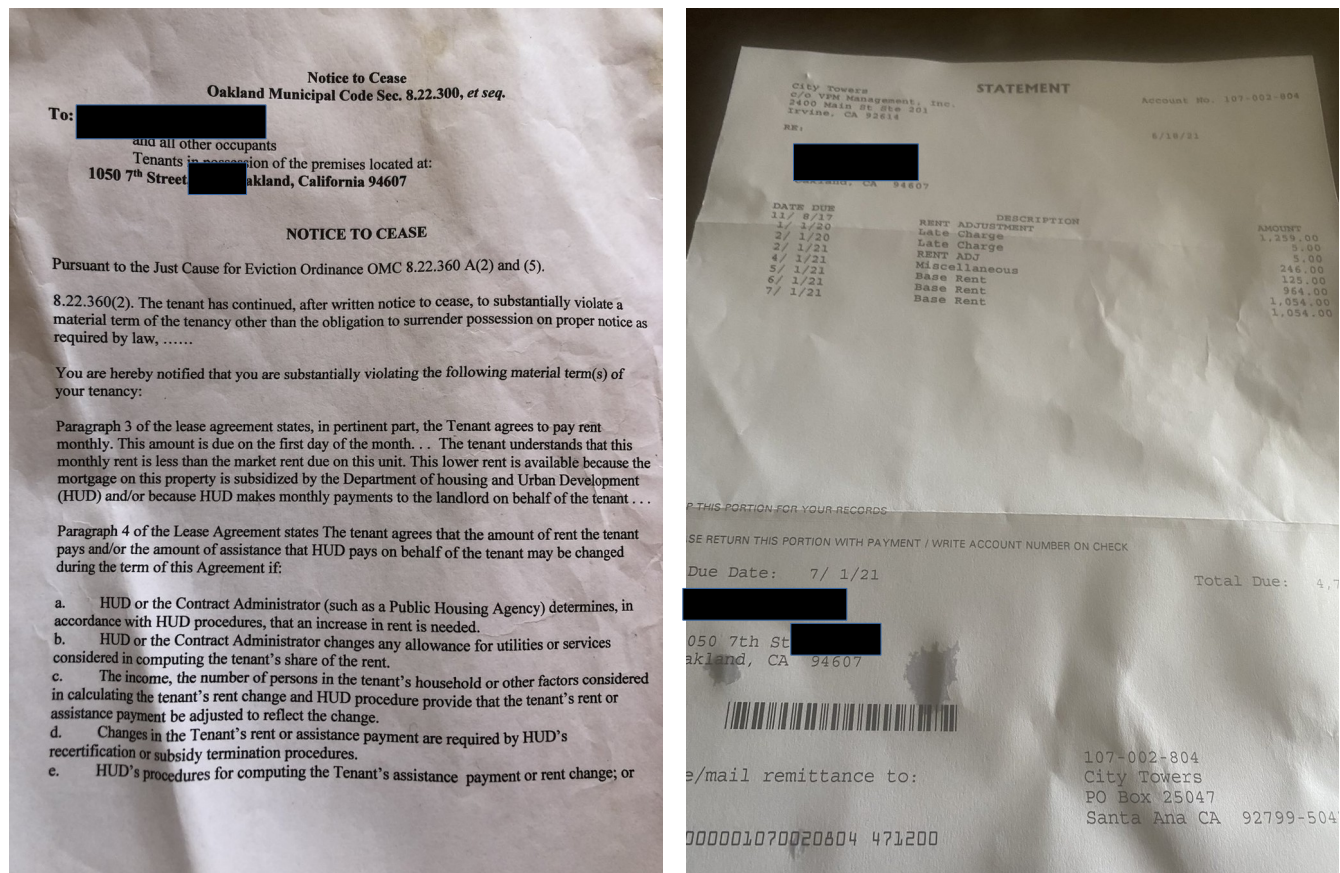 Notice to Cease
Oakland Municipal Code Sec. 8.22.300, et seq.
To:
and all other occupants
Tenants in possession of the premises located at:
1050 7th Street akland, California 94607
NOTICE TO CEASE
Pursuant to the Just Cause for Eviction Ordinance OMC 8.22.360 A(2) and (5).
8.22.360(2). The tenant has continued, after written notice to cease, to substantially violate a
material term of the tenancy other than the obligation to surrender possession on proper notice as
required by law, ……
You are hereby notified that you are substantially violating the following material term(s) of
your tenancy:
Paragraph 3 of the lease agreement states, in pertinent part, the Tenant agrees to pay rent
monthly. This amount is due on the first day of the month. . . The tenant understands that this
monthly rent is less than the market rent due on this unit. This lower rent is available because the
mortgage on this property is subsidized by the Department of housing and Urban Development
(HUD) and/or because HUD makes monthly payments to the landlord on behalf of the tenant . . .
Paragraph 4 of the Lease Agreement states The tenant agrees that the amount of rent the tenant
pays and/or the amount of assistance that HUD pays on behalf of the tenant may be changed
during the term of this Agreement if:
a. HUD or the Contract Administrator (such as a Public Housing Agency) determines, in
accordance with HUD procedures, that an increase in rent is needed.
b. HUD or the Contract Administrator changes any allowance for utilities or services
considered in computing the tenant's share of the rent.
c. The income, the number of persons in the tenant's household or other factors considered
in calculating the tenant's rent change and HUD procedure provide that the tenant's rent or
assistance payment be adjusted to reflect the change.
d. Changes in the Tenant's rent or assistance payment are required by HUD's
recertification or subsidy termination procedures.
e. HUD's procedures for computing the Tenant's assistance payment or rent change; or
STATEMENT
City Towers
c/o VPM Management, Inc.
2400 Main St Ste 201
Irvine, CA 92614
Account No. 107-002-804
6/18/21
RE:
Oakland, CA 94607
DATE DUE DESCRIPTION AMOUNT
11/ 8/17 RENT ADJUSTMENT 1,259.00
1/ 1/20 Late Charge 5.00
2/ 1/20 Late Charge 5.00
2/ 1/21 RENT ADJ 246.00
4/ 1/21 Miscellaneous 125.00
5/ 1/21 Base Rent 964.00
6/ 1/21 Base Rent 1,054.00
7/ 1/21 Base Rent 1,054.00
P THIS PORTION FOR YOUR RECORDS
SE RETURN THIS PORTION WITH PAYMENT / WRITE ACCOUNT NUMBER ON CHECK
Due Date: 7/ 1/21
Total Due: 4,7
050 7th St
akland, CA 94607
e/mail remittance to:
107-002-804
City Towers
PO Box 25047
Santa Ana CA 92799-504
000001070020804 471200